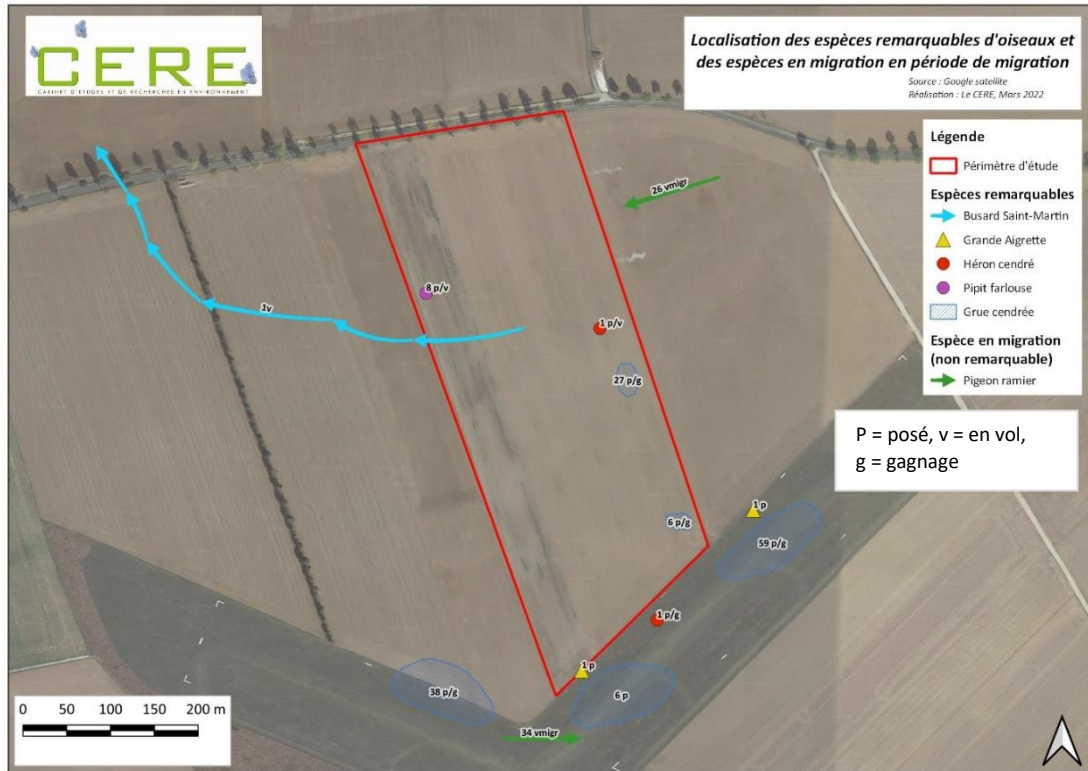 CERE
CABINET D'ÉTUDES ET DE RECHERCHES EN ENVIRONNEMENT
Localisation des espèces remarquables d'oiseaux et
des espèces en migration en période de migration
Source : Google satellite
Réalisation : Le CERE, Mars 2022
Légende
Périmètre d'étude
Espèces remarquables
Busard Saint-Martin
Grande Aigrette
Héron cendré
Pipit farlouse
Grue cendrée
Espèce en migration
(non remarquable)
Pigeon ramier
P = posé, v = en vol,
g = gagnage
26 vmigr
8 p/v
1v
1 p/v
27 p/g
1 p
6 p/g
59 p/g
1 p/g
1 p
38 p/g
6 p
34 vmigr
0 50 100 150 200 m